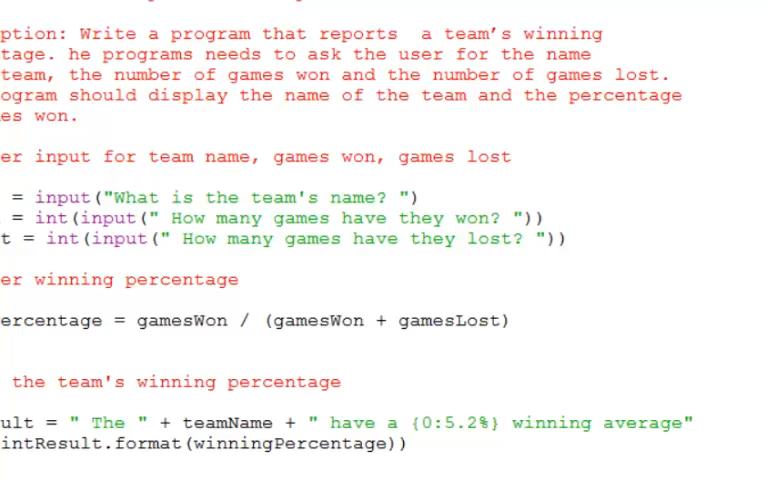 ption: Write a program that reports  a team’s winning
tage. he programs needs to ask the user for the name
team, the number of games won and the number of games lost.
ogram should display the name of the team and the percentage
es won.
er input for team name, games won, games lost
= input("What is the team's name? ")
= int(input(" How many games have they won? "))
t = int(input(" How many games have they lost? "))
er winning percentage
ercentage = gamesWon / (gamesWon + gamesLost)
the team's winning percentage
ult = " The " + teamName + " have a {0:5.2%} winning average"
intResult.format(winningPercentage))